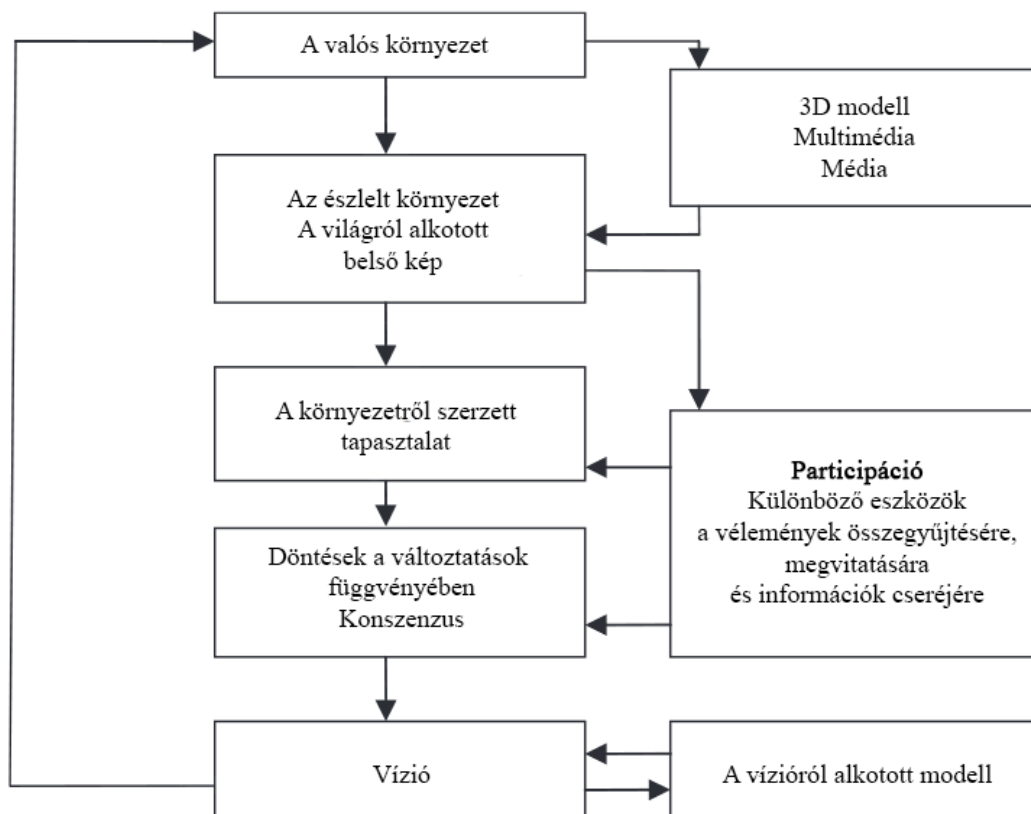 A valós környezet
3D modell
Multimédia
Média
Az észlelt környezet
A világról alkotott
belső kép
A környezetről szerzett
tapasztalat
Participáció
Különböző eszközök
a vélemények összegyűjtésére,
megvitatására
és információk cseréjére
Döntések a változtatások
függvényében
Konszenzus
Vízió
A vízióról alkotott modell